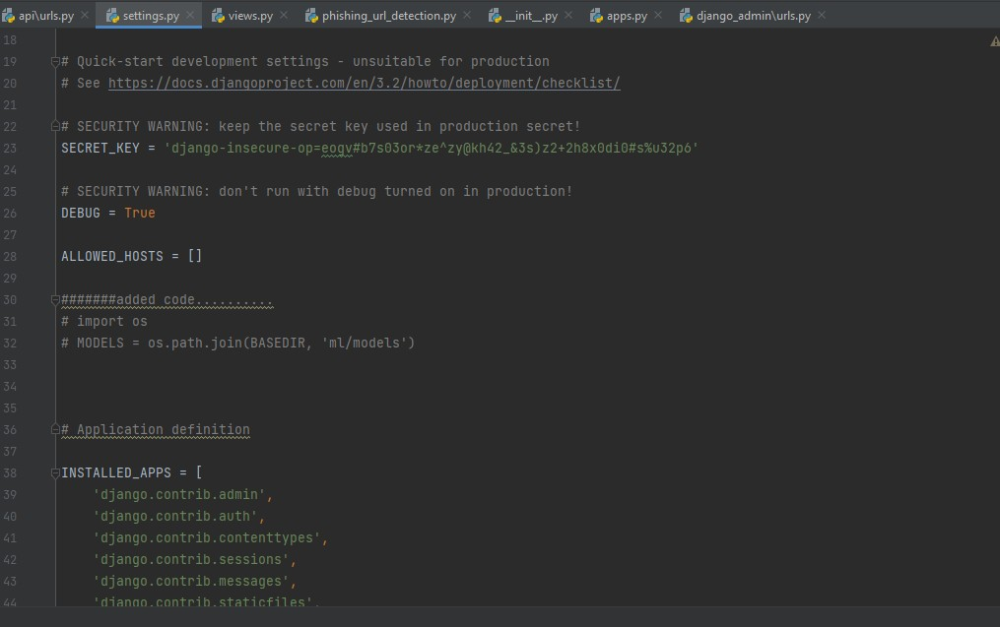 api\urls.py settings.py views.py phishing_url_detection.py __init__.py apps.py django_admin\urls.py
18
19 # Quick-start development settings - unsuitable for production
20 # See https://docs.djangoproject.com/en/3.2/howto/deployment/checklist/
21
22 # SECURITY WARNING: keep the secret key used in production secret!
23 SECRET_KEY = 'django-insecure-op=eoqv#b7s03or*ze^zy@kh42_&3s)z2+2h8x0di0#s%u32p6'
24
25 # SECURITY WARNING: don't run with debug turned on in production!
26 DEBUG = True
27
28 ALLOWED_HOSTS = []
29
30 #######added code..........
31 # import os
32 # MODELS = os.path.join(BASEDIR, 'ml/models')
33
34
35
36 # Application definition
37
38 INSTALLED_APPS = [
39 'django.contrib.admin',
40 'django.contrib.auth',
41 'django.contrib.contenttypes',
42 'django.contrib.sessions',
43 'django.contrib.messages',
44 'django.contrib.staticfiles',